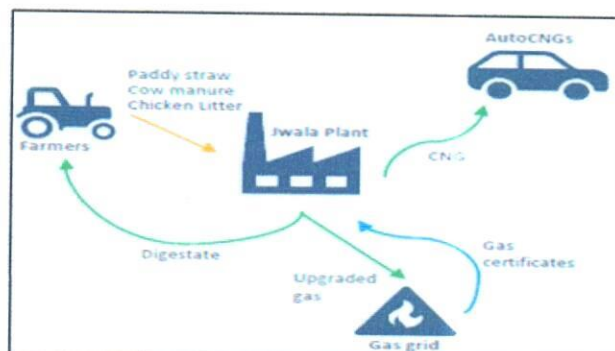 AutoCNGs
Paddy straw
Cow manure
Chicken Litter
Jwala Plant
Farmers
CNG
Digestate
Gas
certificates
Upgraded
gas
Gas grid